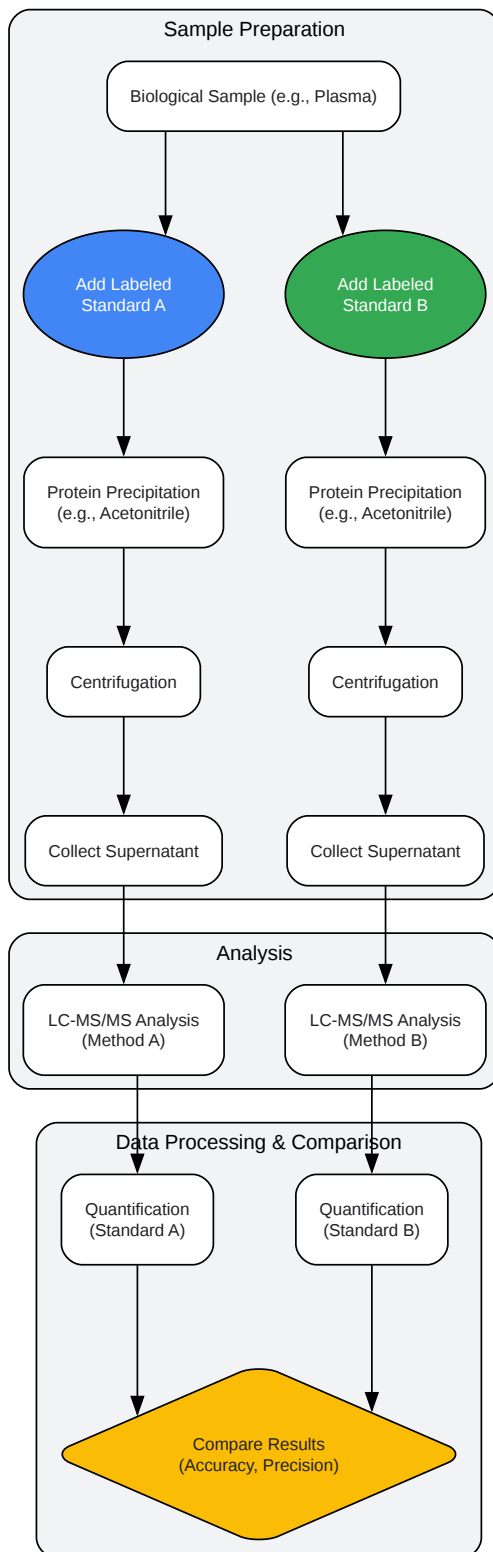 Sample Preparation
Biological Sample (e.g., Plasma)
Add Labeled
Standard A
Add Labeled
Standard B
Protein Precipitation
(e.g., Acetonitrile)
Protein Precipitation
(e.g., Acetonitrile)
Centrifugation
Centrifugation
Collect Supernatant
Collect Supernatant
Analysis
LC-MS/MS Analysis
(Method A)
LC-MS/MS Analysis
(Method B)
Data Processing & Comparison
Quantification
(Standard A)
Quantification
(Standard B)
Compare Results
(Accuracy, Precision)